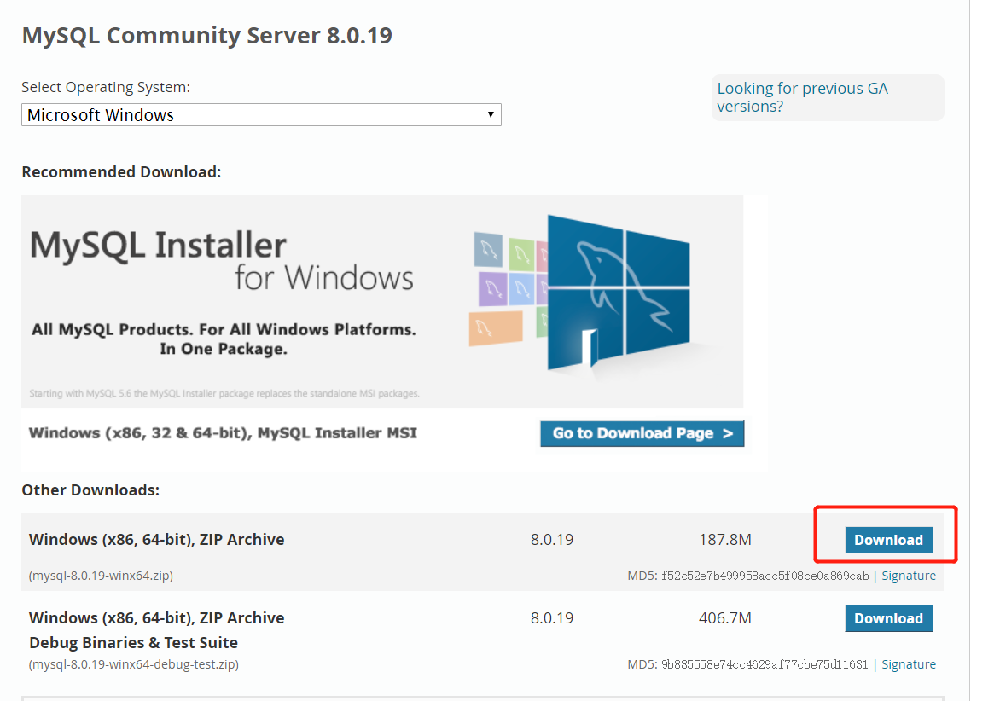 MySQL Community Server 8.0.19
Select Operating System:
Looking for previous GA
versions?
Microsoft Windows
Recommended Download:
MySQL Installer
for Windows
All MySQL Products. For All Windows Platforms.
In One Package.
Starting with MySQL 5.6 the MySQL Installer package replaces the standalone MSI packages.
Windows (x86, 32 & 64-bit), MySQL Installer MSI
Go to Download Page >
Other Downloads:
Windows (x86, 64-bit), ZIP Archive 8.0.19 187.8M Download
(mysql-8.0.19-winx64.zip) MD5: f52c52e7b499958acc5f08ce0a869cab | Signature
Windows (x86, 64-bit), ZIP Archive 8.0.19 406.7M Download
Debug Binaries & Test Suite
(mysql-8.0.19-winx64-debug-test.zip) MD5: 9b885558e74cc4629af77cbe75d11631 | Signature